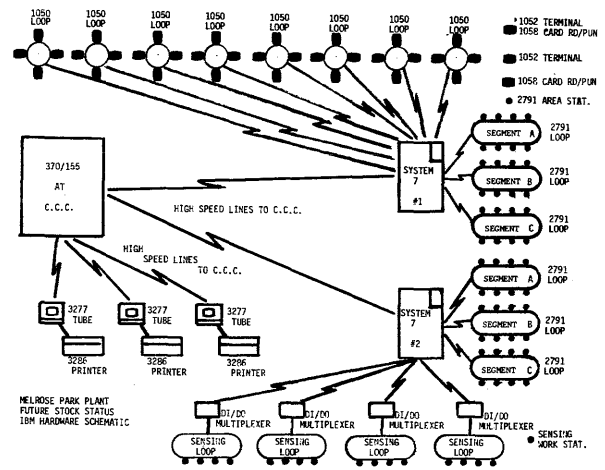 1050 LOOP
1050 LOOP
1050 LOOP
1050 LOOP
1050 LOOP
1050 LOOP
1050 LOOP
1050 LOOP
1052 TERMINAL
1058 CARD RD/PUN
1052 TERMINAL
1058 CARD RD/PUN
2791 AREA STAT.
370/155
AT
C.C.C.
SYSTEM
7
#1
SEGMENT A
2791
LOOP
SEGMENT B
2791
LOOP
SEGMENT C
2791
LOOP
HIGH SPEED LINES TO C.C.C.
HIGH
SPEED LINES
TO C.C.C.
SYSTEM
7
#2
SEGMENT A
2791
LOOP
SEGMENT B
2791
LOOP
SEGMENT C
2791
LOOP
3277
TUBE
3277
TUBE
3277
TUBE
3286
PRINTER
3286
PRINTER
3286
PRINTER
MELROSE PARK PLANT
FUTURE STOCK STATUS
IBM HARDWARE SCHEMATIC
DI/DO
MULTIPLEXER
DI/DO
MULTIPLEXER
DI/DO
MULTIPLEXER
DI/DO
MULTIPLEXER
SENSING
LOOP
SENSING
LOOP
SENSING
LOOP
SENSING
LOOP
SENSING
WORK STAT.